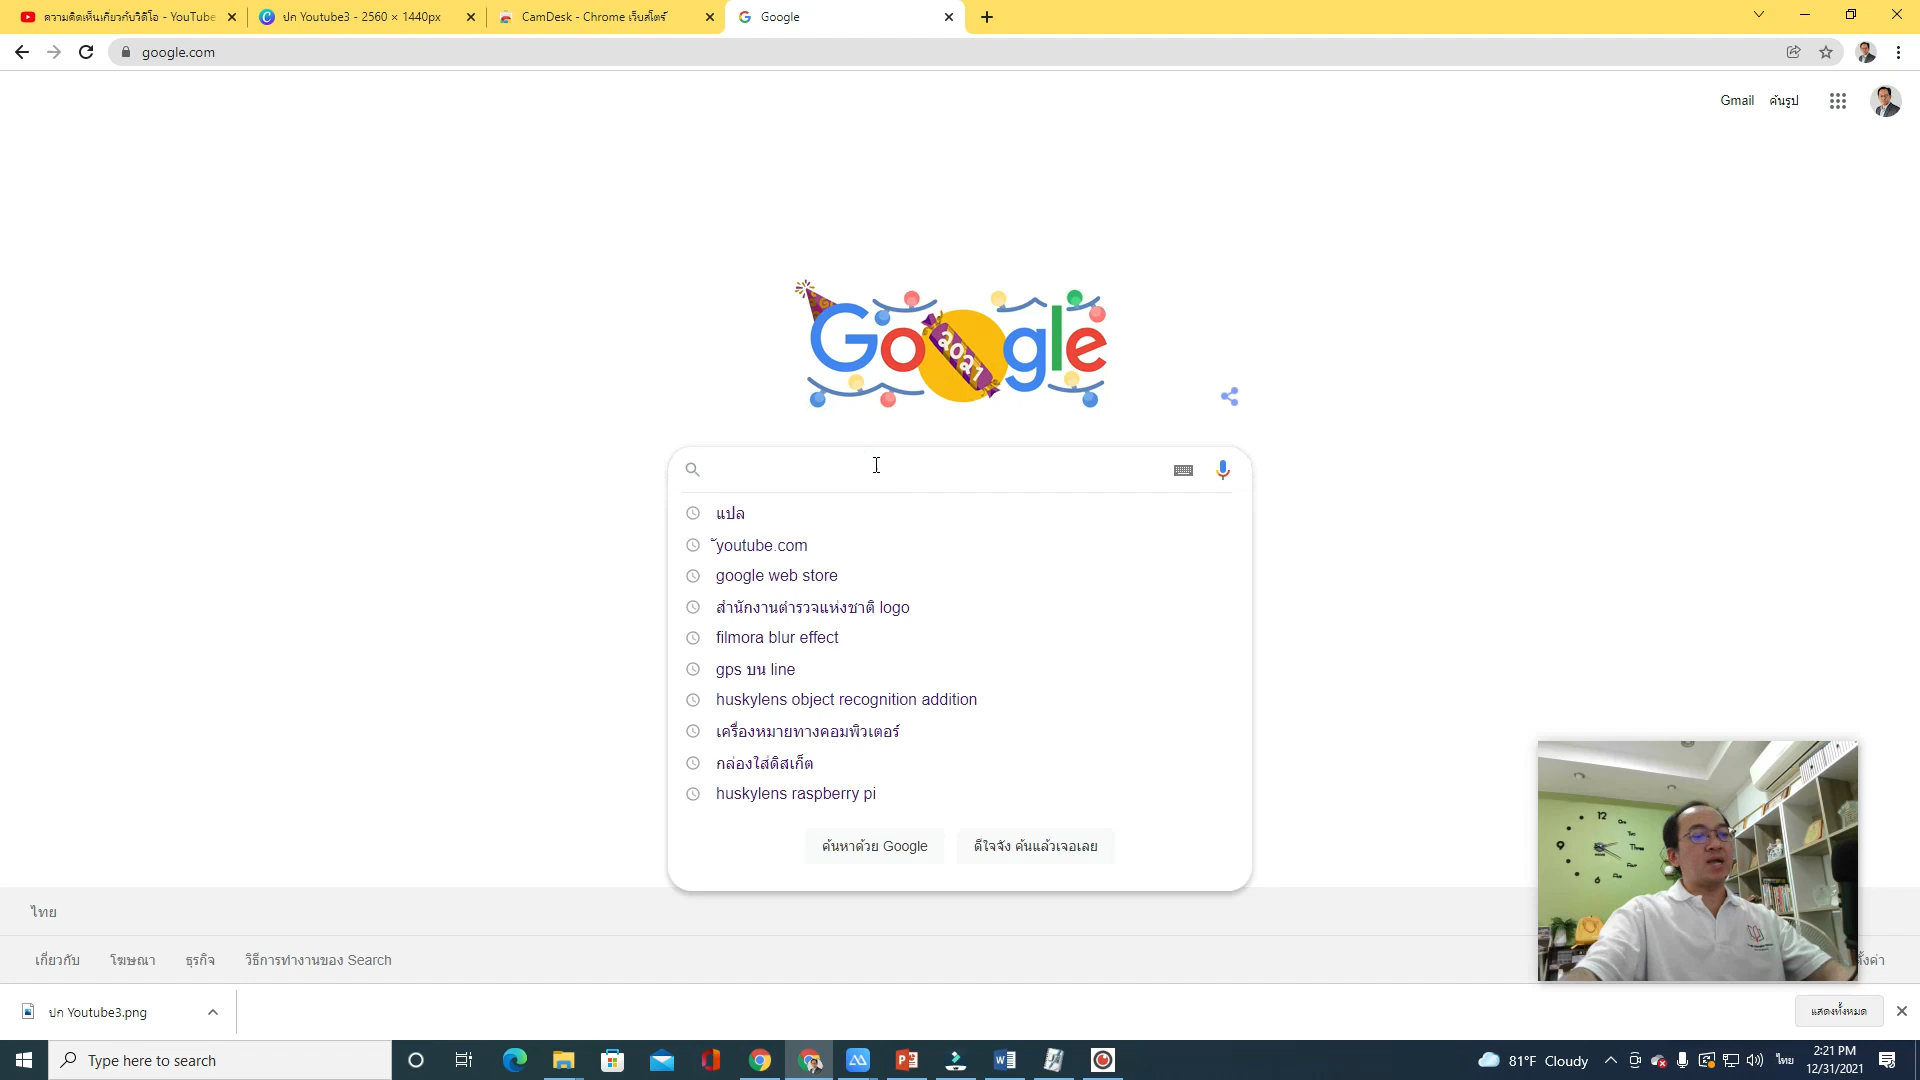 ความคิดเห็นเกี่ยวกับวิดีโอ - YouTube
ปก Youtube3 - 2560 × 1440px
CamDesk - Chrome เว็บสโตร์
Google
google.com
Gmail
ค้นรูป
Google
2021
แปล
ั youtube.com
google web store
สำนักงานตำรวจแห่งชาติ logo
filmora blur effect
gps บน line
huskylens object recognition addition
เครื่องหมายทางคอมพิวเตอร์
กล่องใส่ดิสเก็ต
huskylens raspberry pi
ค้นหาด้วย Google
ดีใจจัง ค้นแล้วเจอเลย
ไทย
เกี่ยวกับ
โฆษณา
ธุรกิจ
วิธีการทำงานของ Search
ปก Youtube3.png
แสดงทั้งหมด
Type here to search
81°F Cloudy
ไทย
2:21 PM
12/31/2021